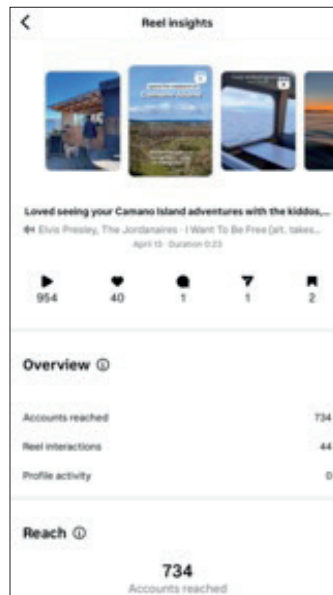 Reel insights
Loved seeing your Camano Island adventures with the kiddos,...
Elvis Presley, The Jordanaires · I Want To Be Free (alt. takes...
April 13 · Duration 0:23
954
40
1
1
2
Overview
Accounts reached 734
Reel interactions 44
Profile activity 0
Reach
734
Accounts reached